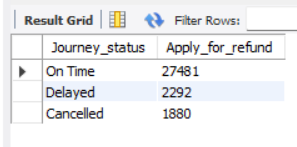 Result Grid Filter Rows:
Journey_status Apply_for_refund
On Time 27481
Delayed 2292
Cancelled 1880